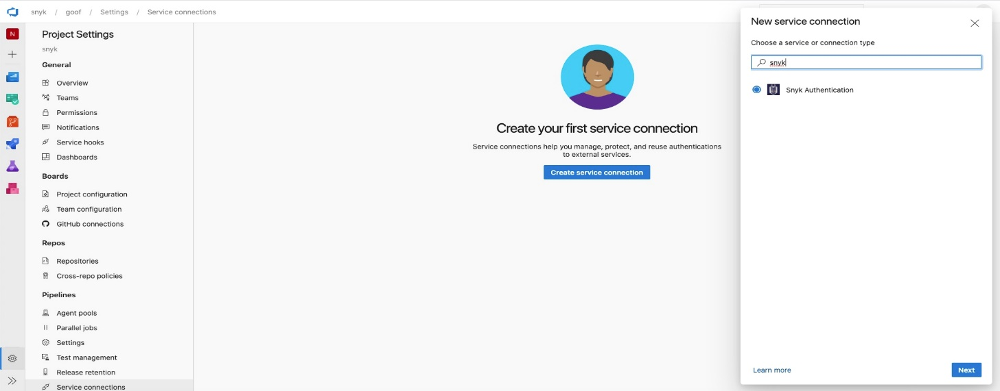 snyk / goof / Settings / Service connections
N
Project Settings
snyk
General
Overview
Teams
Permissions
Notifications
Service hooks
Dashboards
Boards
Project configuration
Team configuration
GitHub connections
Repos
Repositories
Cross-repo policies
Pipelines
Agent pools
Parallel jobs
Settings
Test management
Release retention
Service connections
Create your first service connection
Service connections help you manage, protect, and reuse authentications
to external services.
Create service connection
New service connection
Choose a service or connection type
snyk
Snyk Authentication
Learn more
Next